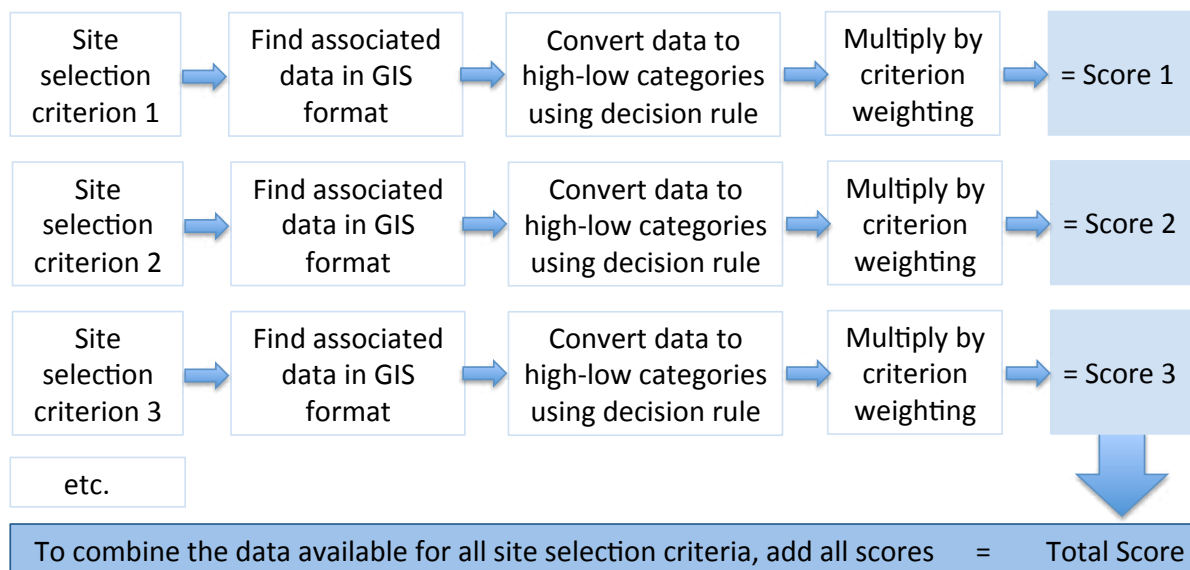 Site
selection
criterion 1
Find associated
data in GIS
format
Convert data to
high-low categories
using decision rule
Multiply by
criterion
weighting
= Score 1
Site
selection
criterion 2
Find associated
data in GIS
format
Convert data to
high-low categories
using decision rule
Multiply by
criterion
weighting
= Score 2
Site
selection
criterion 3
Find associated
data in GIS
format
Convert data to
high-low categories
using decision rule
Multiply by
criterion
weighting
= Score 3
etc.
To combine the data available for all site selection criteria, add all scores = Total Score